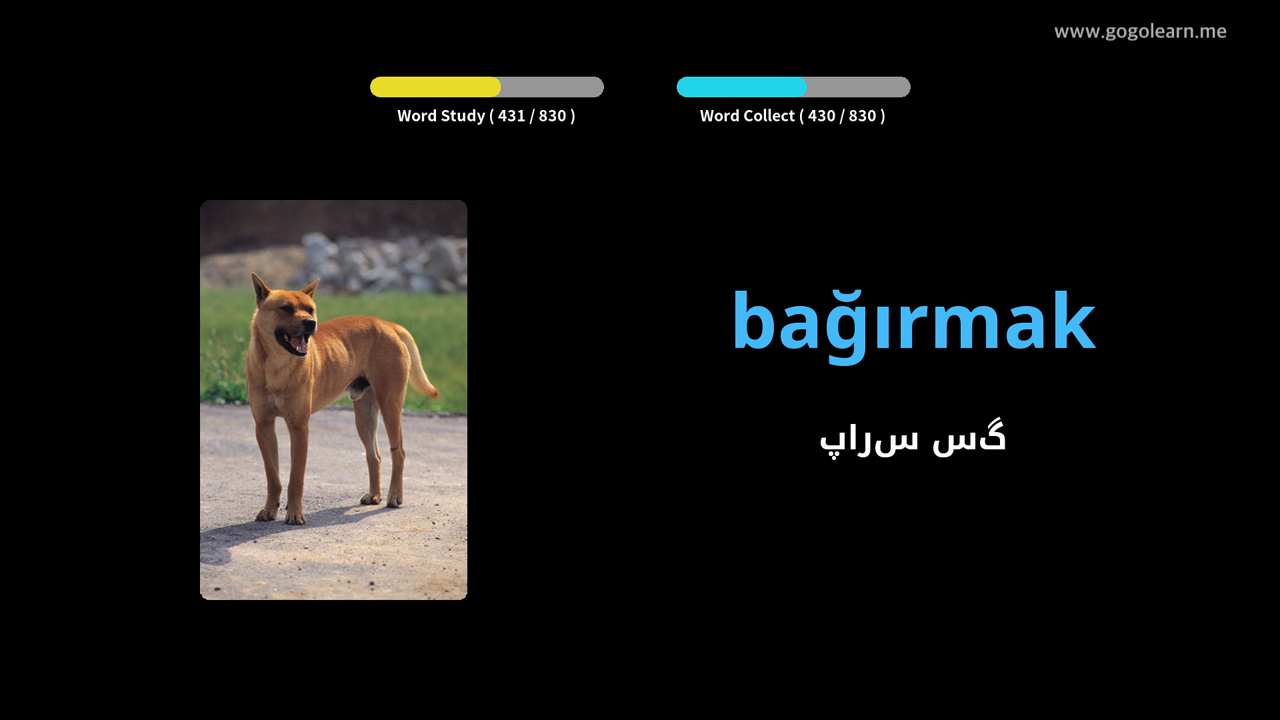 www.gogolearn.me
Word Study ( 431 / 830 )
Word Collect ( 430 / 830 )
bağırmak
گس سراپ